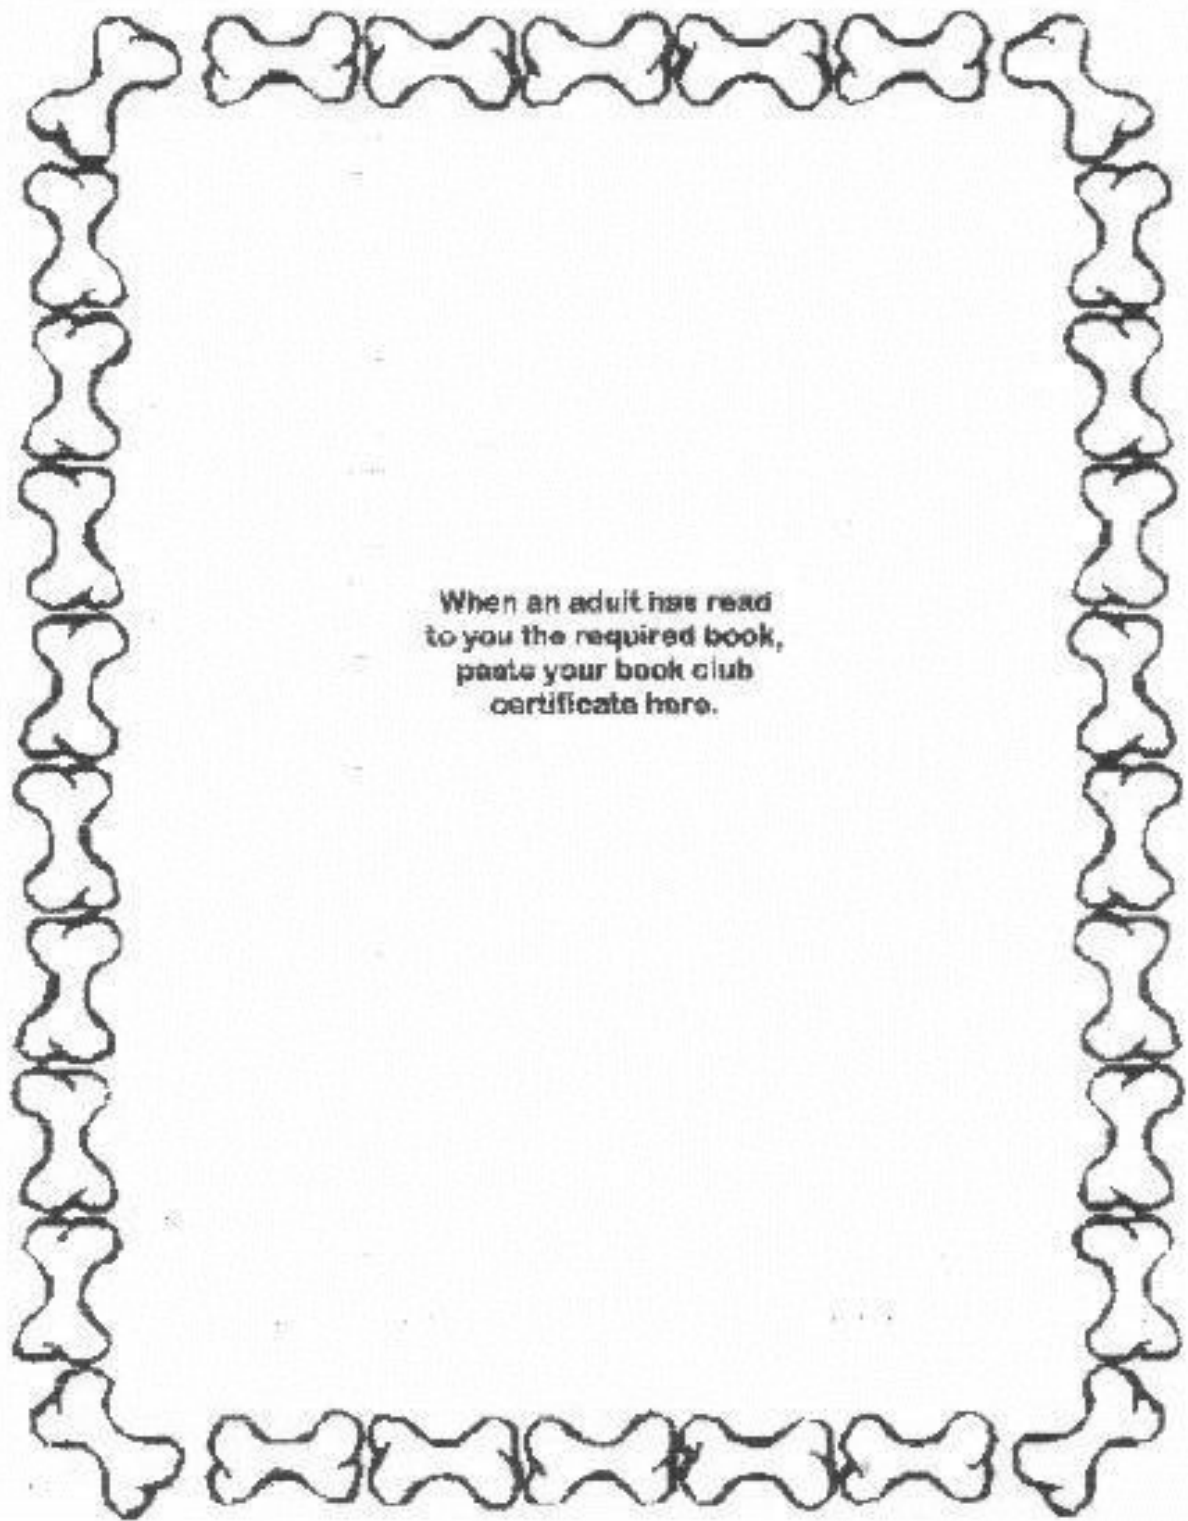 When an adult has read
to you the required book,
paste your book club
certificate here.